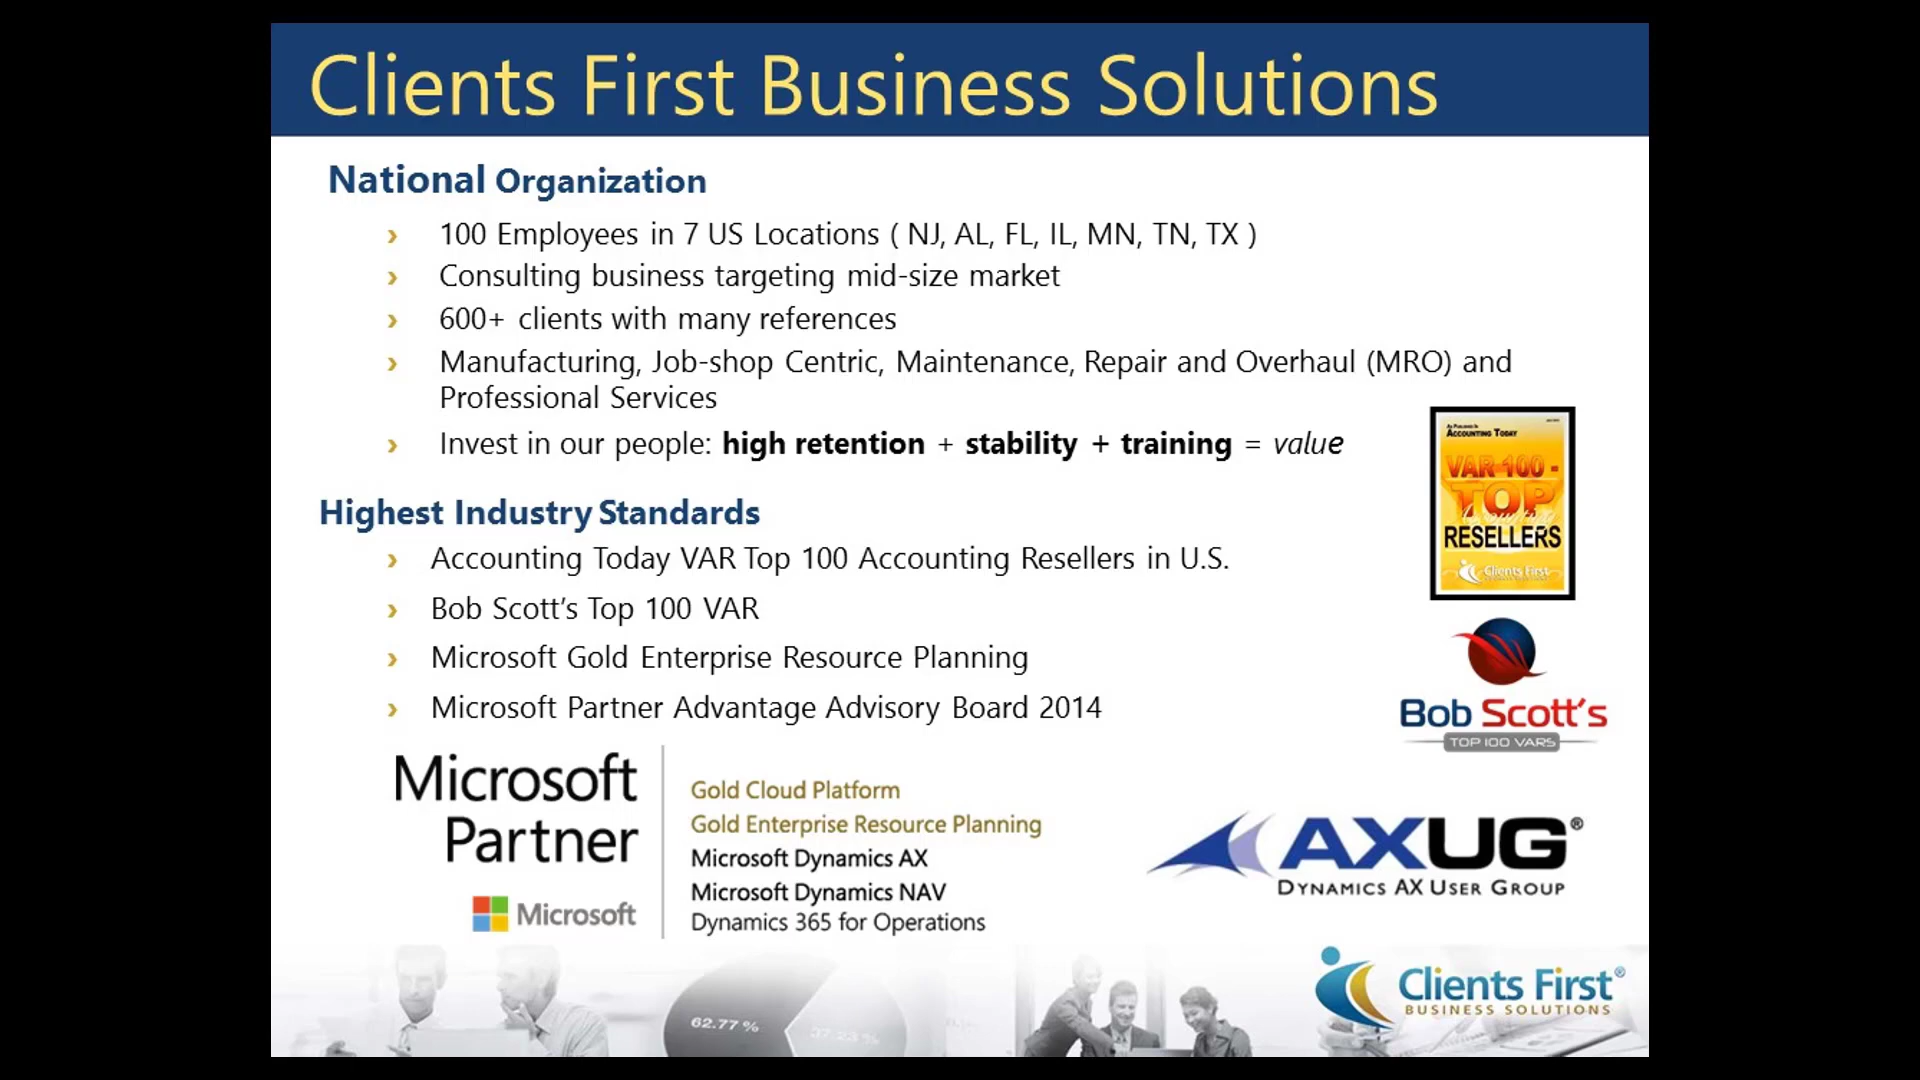 Clients First Business Solutions
National Organization
› 100 Employees in 7 US Locations ( NJ, AL, FL, IL, MN, TN, TX )
› Consulting business targeting mid-size market
› 600+ clients with many references
› Manufacturing, Job-shop Centric, Maintenance, Repair and Overhaul (MRO) and
Professional Services
› Invest in our people: high retention + stability + training = value
Highest Industry Standards
› Accounting Today VAR Top 100 Accounting Resellers in U.S.
› Bob Scott’s Top 100 VAR
› Microsoft Gold Enterprise Resource Planning
› Microsoft Partner Advantage Advisory Board 2014
As Published In
Accounting Today
VAR 100 -
TOP
Accounting
RESELLERS
Clients First
Bob Scott’s
TOP 100 VARS
Microsoft
Partner
Microsoft
Gold Cloud Platform
Gold Enterprise Resource Planning
Microsoft Dynamics AX
Microsoft Dynamics NAV
Dynamics 365 for Operations
AXUG®
DYNAMICS AX USER GROUP
62.77 %
37.23 %
Clients First®
BUSINESS SOLUTIONS